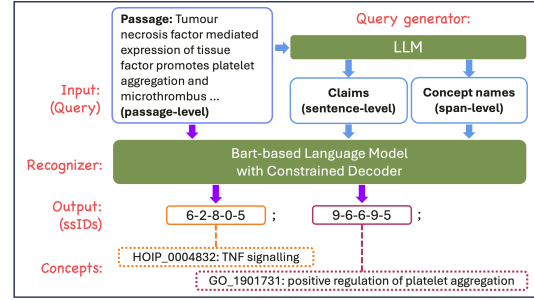 Passage: Tumour
necrosis factor mediated
expression of tissue
factor promotes platelet
aggregation and
microthrombus ...
(passage-level)
Query generator:
LLM
Claims
(sentence-level)
Concept names
(span-level)
Input:
(Query)
Recognizer:
Bart-based Language Model
with Constrained Decoder
Output:
(ssIDs)
6-2-8-0-5 ;
9-6-6-9-5 ;
Concepts:
HOIP_0004832: TNF signalling
GO_1901731: positive regulation of platelet aggregation